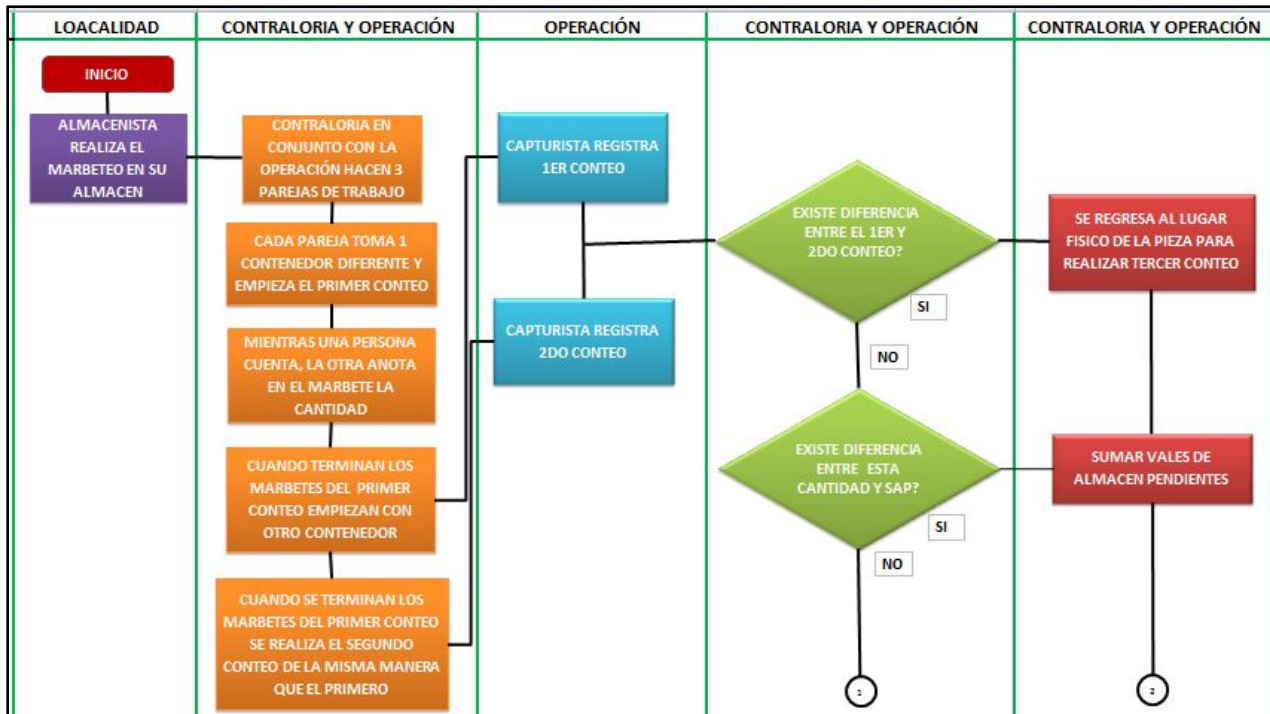 LOACALIDAD
CONTRALORIA Y OPERACIÓN
OPERACIÓN
CONTRALORIA Y OPERACIÓN
CONTRALORIA Y OPERACIÓN
INICIO
ALMACENISTA
REALIZA EL
MARBETEO EN SU
ALMACEN
CONTRALORIA EN
CONJUNTO CON LA
OPERACIÓN HACEN 3
PAREJAS DE TRABAJO
CADA PAREJA TOMA 1
CONTENEDOR DIFERENTE Y
EMPIEZA EL PRIMER CONTEO
MIENTRAS UNA PERSONA
CUENTA, LA OTRA ANOTA
EN EL MARBETE LA
CANTIDAD
CUANDO TERMINAN LOS
MARBETES DEL PRIMER
CONTEO EMPIEZAN CON
OTRO CONTENEDOR
CUANDO SE TERMINAN LOS
MARBETES DEL PRIMER CONTEO
SE REALIZA EL SEGUNDO
CONTEO DE LA MISMA MANERA
QUE EL PRIMERO
CAPTURISTA REGISTRA
1ER CONTEO
CAPTURISTA REGISTRA
2DO CONTEO
EXISTE DIFERENCIA
ENTRE EL 1ER Y
2DO CONTEO?
SI
NO
EXISTE DIFERENCIA
ENTRE ESTA
CANTIDAD Y SAP?
SI
NO
1
SE REGRESA AL LUGAR
FISICO DE LA PIEZA PARA
REALIZAR TERCER CONTEO
SUMAR VALES DE
ALMACEN PENDIENTES
2